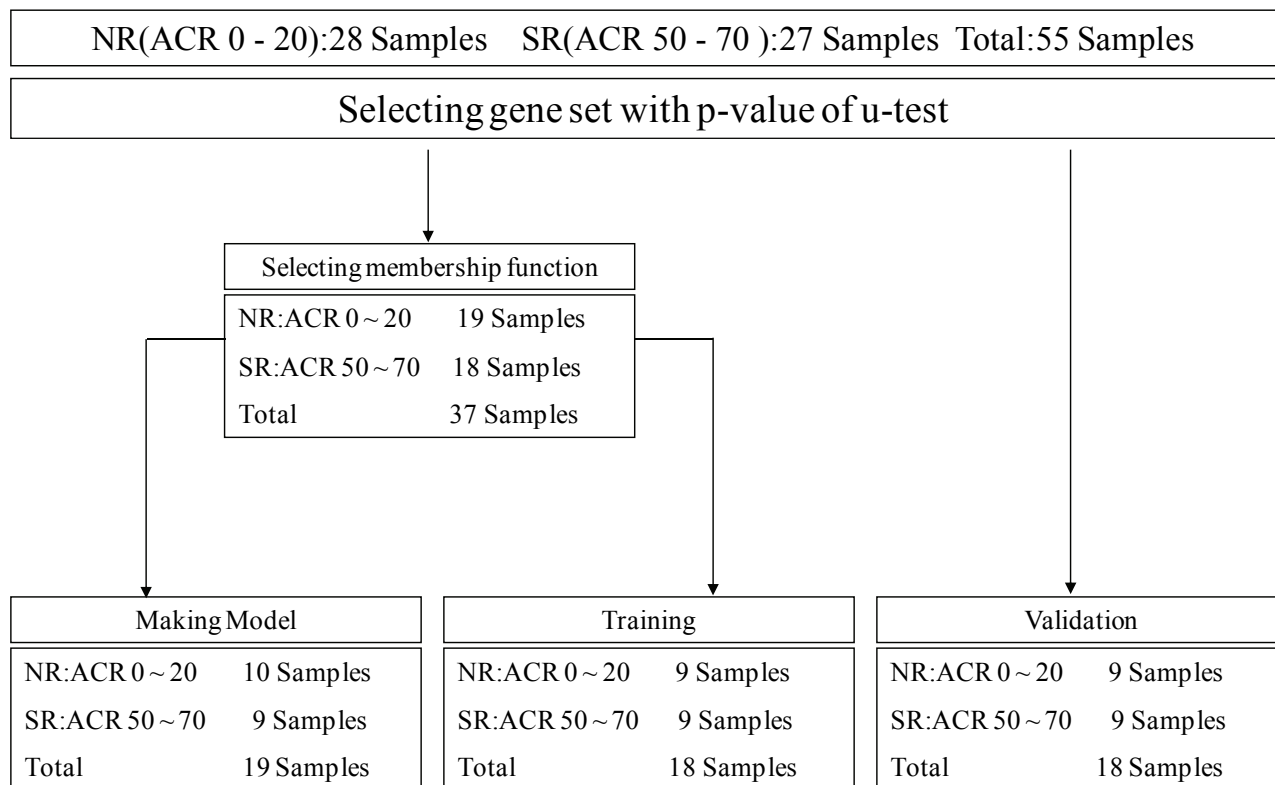 NR(ACR 0 - 20):28 Samples SR(ACR 50 - 70 ):27 Samples Total:55 Samples
Selecting gene set with p-value of u-test
Selecting membership function
NR:ACR 0 ~ 20 19 Samples
SR:ACR 50 ~ 70 18 Samples
Total 37 Samples
Making Model
NR:ACR 0 ~ 20 10 Samples
SR:ACR 50 ~ 70 9 Samples
Total 19 Samples
Training
NR:ACR 0 ~ 20 9 Samples
SR:ACR 50 ~ 70 9 Samples
Total 18 Samples
Validation
NR:ACR 0 ~ 20 9 Samples
SR:ACR 50 ~ 70 9 Samples
Total 18 Samples